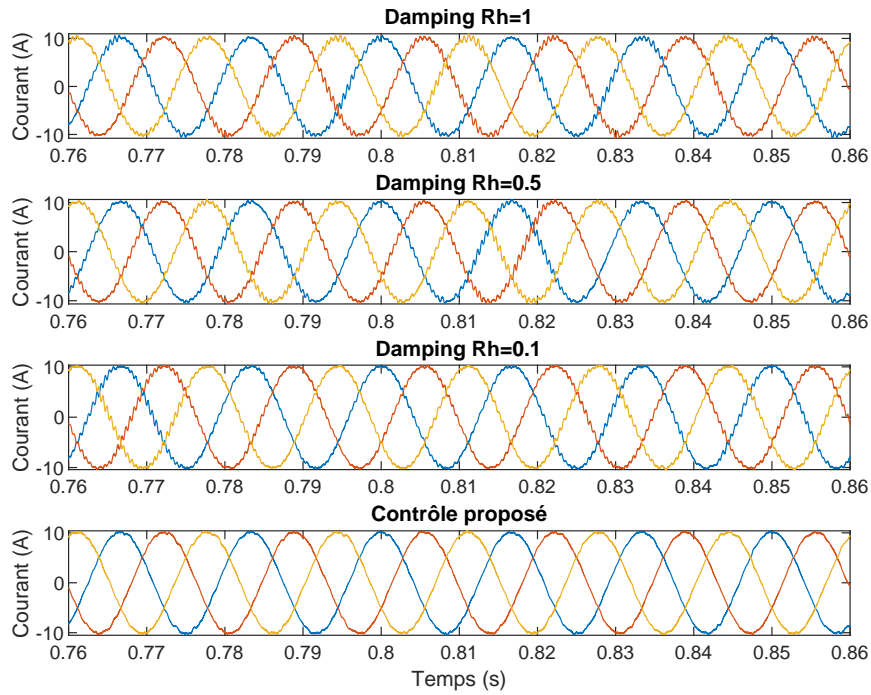 Damping Rh=1
Courant (A)
10
0
-10
0.76 0.77 0.78 0.79 0.8 0.81 0.82 0.83 0.84 0.85 0.86
Damping Rh=0.5
Courant (A)
10
0
-10
0.76 0.77 0.78 0.79 0.8 0.81 0.82 0.83 0.84 0.85 0.86
Damping Rh=0.1
Courant (A)
10
0
-10
0.76 0.77 0.78 0.79 0.8 0.81 0.82 0.83 0.84 0.85 0.86
Contrôle proposé
Courant (A)
10
0
-10
0.76 0.77 0.78 0.79 0.8 0.81 0.82 0.83 0.84 0.85 0.86
Temps (s)